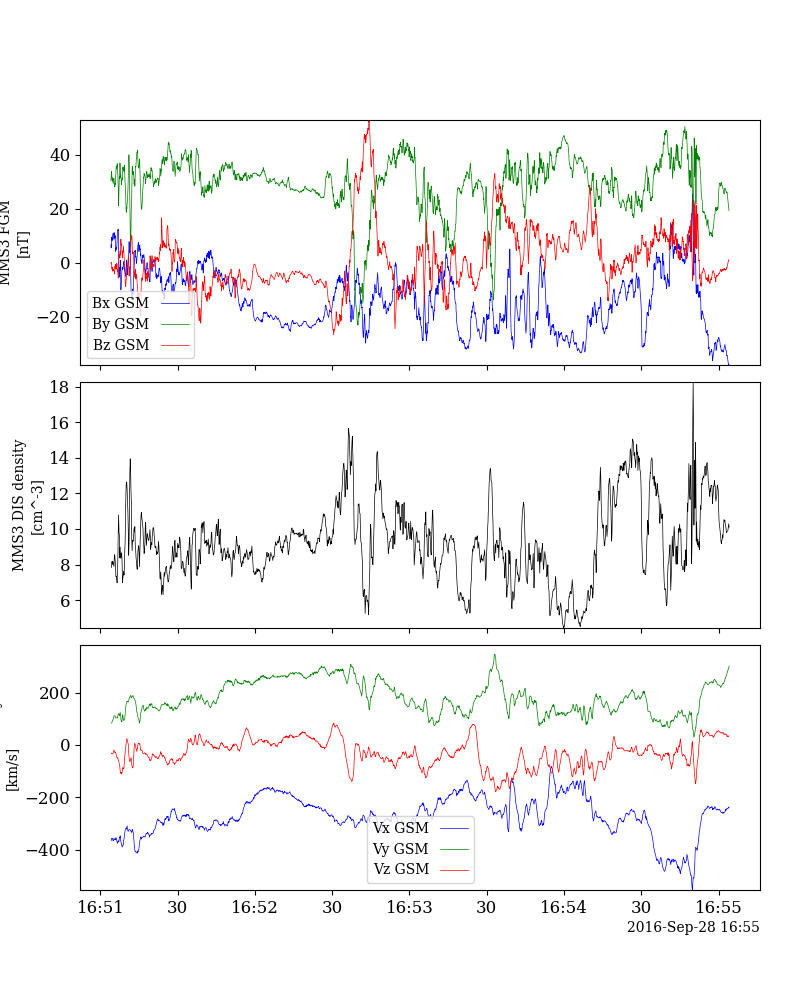 40
20
0
−20
MMS3 FGM
[nT]
Bx GSM
By GSM
Bz GSM
18
16
14
12
10
8
6
MMS3 DIS density
[cm^-3]
200
0
−200
−400
[km/s]
Vx GSM
Vy GSM
Vz GSM
16:51 30 16:52 30 16:53 30 16:54 30 16:55
2016-Sep-28 16:55